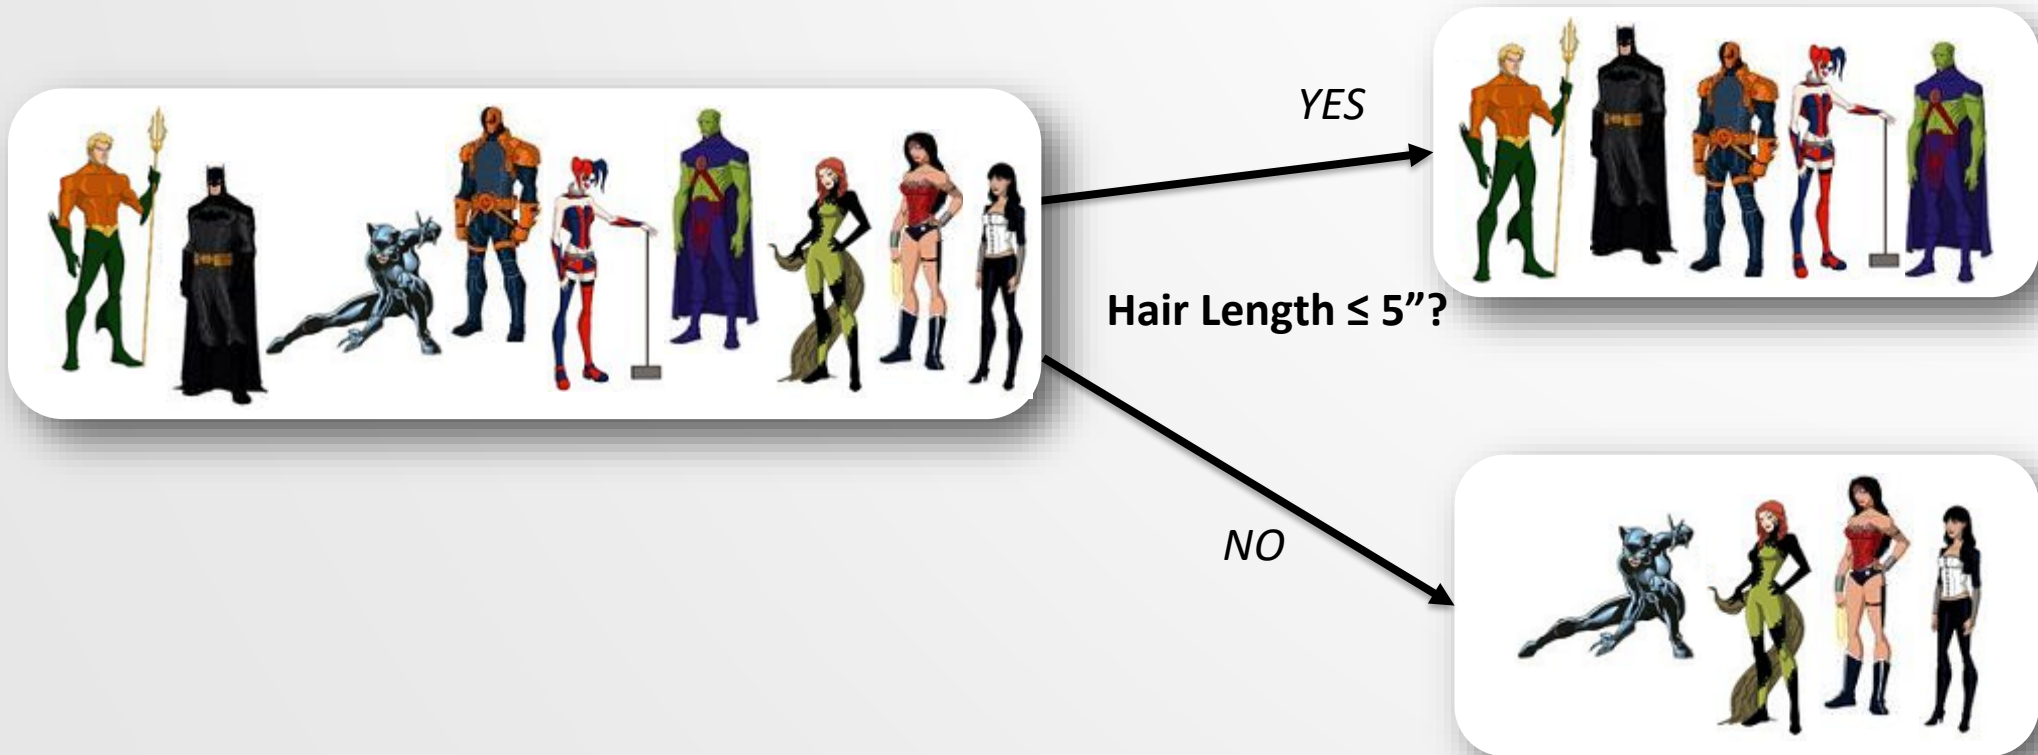 YES
Hair Length ≤ 5”?
NO